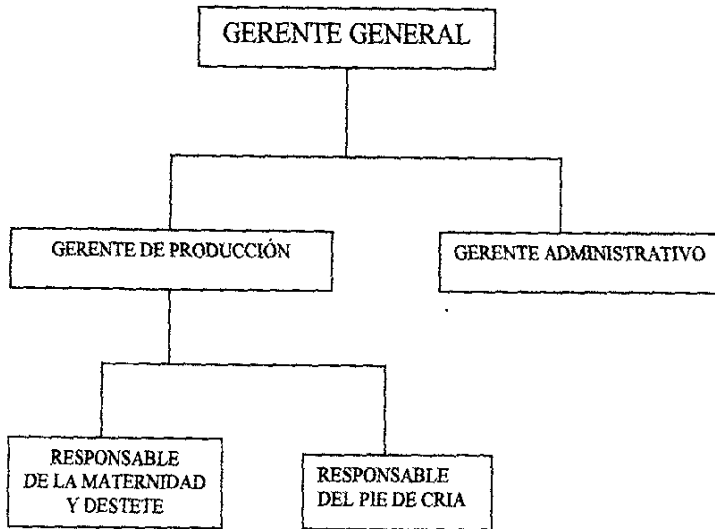 GERENTE GENERAL
GERENTE DE PRODUCCIÓN
GERENTE ADMINISTRATIVO
RESPONSABLE
DE LA MATERNIDAD
Y DESTETE
RESPONSABLE
DEL PIE DE CRIA